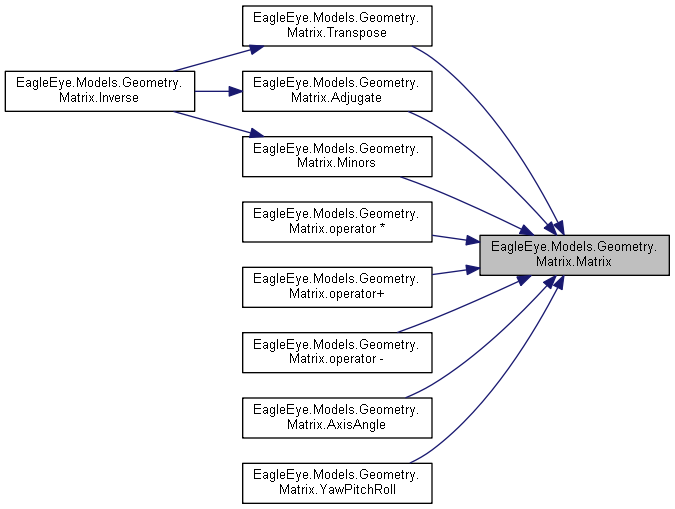 EagleEye.Models.Geometry.
Matrix.Transpose
EagleEye.Models.Geometry.
Matrix.Inverse
EagleEye.Models.Geometry.
Matrix.Adjugate
EagleEye.Models.Geometry.
Matrix.Minors
EagleEye.Models.Geometry.
Matrix.operator *
EagleEye.Models.Geometry.
Matrix.Matrix
EagleEye.Models.Geometry.
Matrix.operator+
EagleEye.Models.Geometry.
Matrix.operator -
EagleEye.Models.Geometry.
Matrix.AxisAngle
EagleEye.Models.Geometry.
Matrix.YawPitchRoll